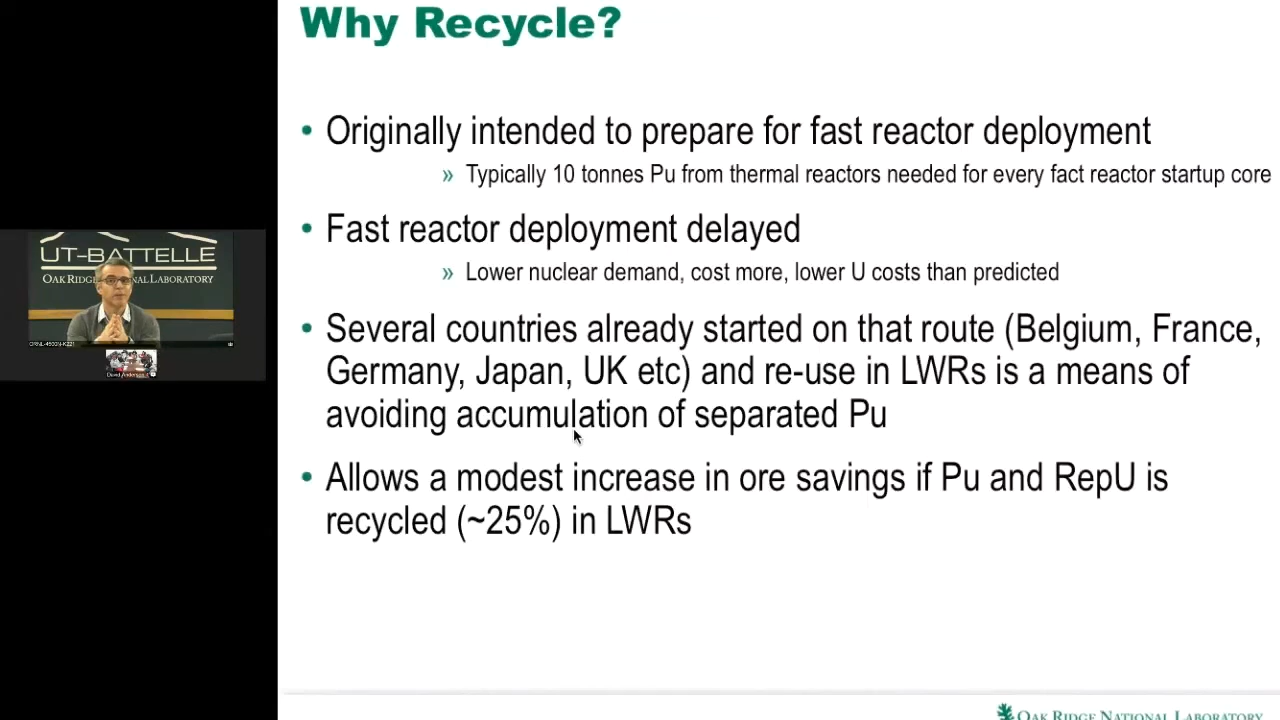 Why Recycle?
• Originally intended to prepare for fast reactor deployment
» Typically 10 tonnes Pu from thermal reactors needed for every fact reactor startup core
• Fast reactor deployment delayed
» Lower nuclear demand, cost more, lower U costs than predicted
• Several countries already started on that route (Belgium, France,
Germany, Japan, UK etc) and re-use in LWRs is a means of
avoiding accumulation of separated Pu
• Allows a modest increase in ore savings if Pu and RepU is
recycled (~25%) in LWRs
UT-BATTELLE
OAK RIDGE NATIONAL LABORATORY
OAK RIDGE NATIONAL LABORATORY